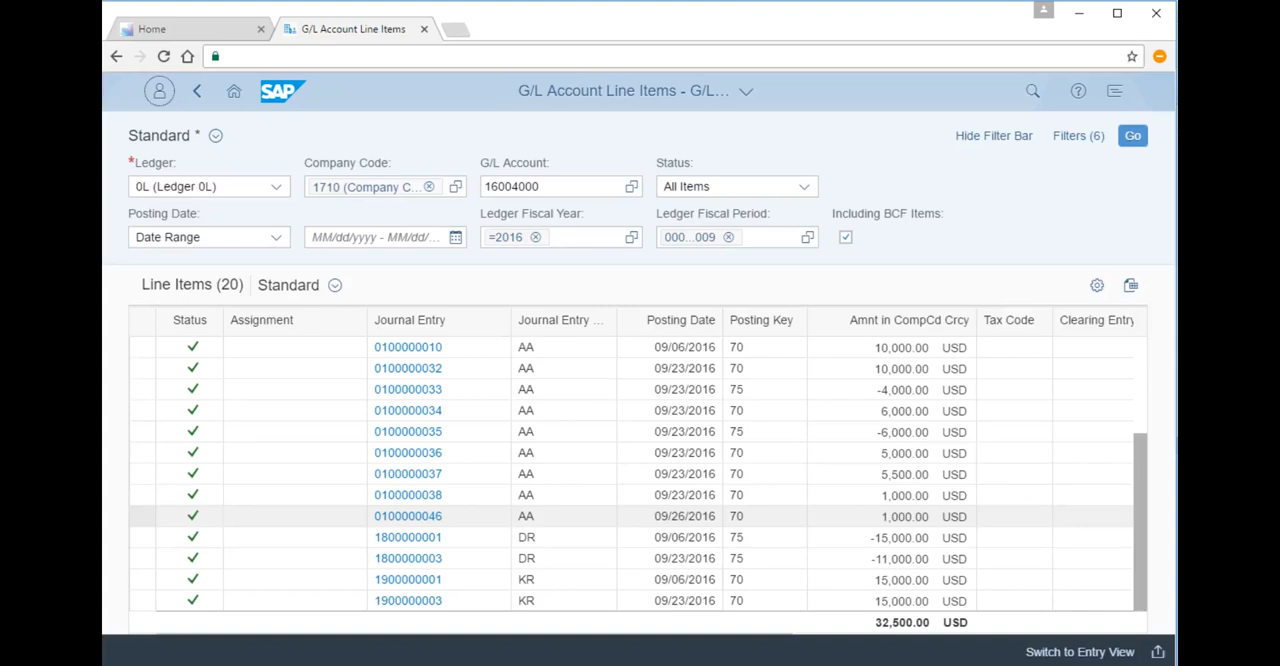 Home
G/L Account Line Items
SAP G/L Account Line Items - G/L...
Standard * Hide Filter Bar Filters (6) Go
*Ledger: Company Code: G/L Account: Status:
0L (Ledger 0L) 1710 (Company C... 16004000 All Items
Posting Date: Ledger Fiscal Year: Ledger Fiscal Period: Including BCF Items:
Date Range MM/dd/yyyy - MM/dd/... =2016 000...009
Line Items (20) Standard
Status Assignment Journal Entry Journal Entry ... Posting Date Posting Key Amnt in CompCd Crcy Tax Code Clearing Entry
0100000010 AA 09/06/2016 70 10,000.00 USD
0100000032 AA 09/23/2016 70 10,000.00 USD
0100000033 AA 09/23/2016 75 -4,000.00 USD
0100000034 AA 09/23/2016 70 6,000.00 USD
0100000035 AA 09/23/2016 75 -6,000.00 USD
0100000036 AA 09/23/2016 70 5,000.00 USD
0100000037 AA 09/23/2016 70 5,500.00 USD
0100000038 AA 09/23/2016 70 1,000.00 USD
0100000046 AA 09/26/2016 70 1,000.00 USD
1800000001 DR 09/06/2016 75 -15,000.00 USD
1800000003 DR 09/23/2016 75 -11,000.00 USD
1900000001 KR 09/06/2016 70 15,000.00 USD
1900000003 KR 09/23/2016 70 15,000.00 USD
32,500.00 USD
Switch to Entry View